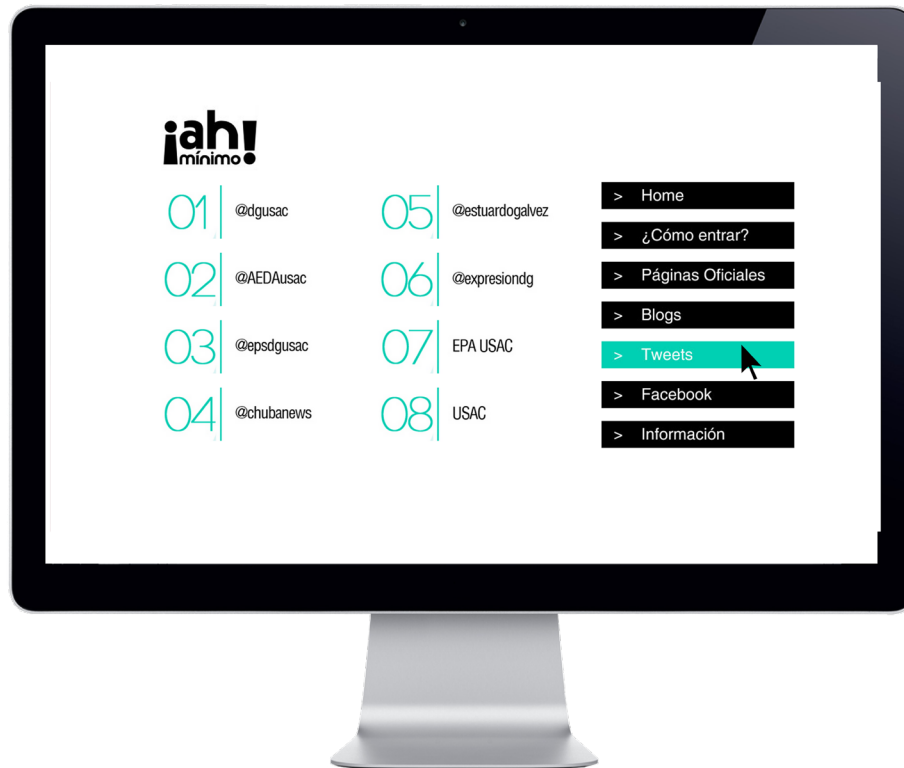 ¡ah!
mínimo
01 @dgusac
02 @AEDAusac
03 @epsdgusac
04 @chubanews
05 @estuardogalvez
06 @expresiondg
07 EPA USAC
08 USAC
> Home
> ¿Cómo entrar?
> Páginas Oficiales
> Blogs
> Tweets
> Facebook
> Información